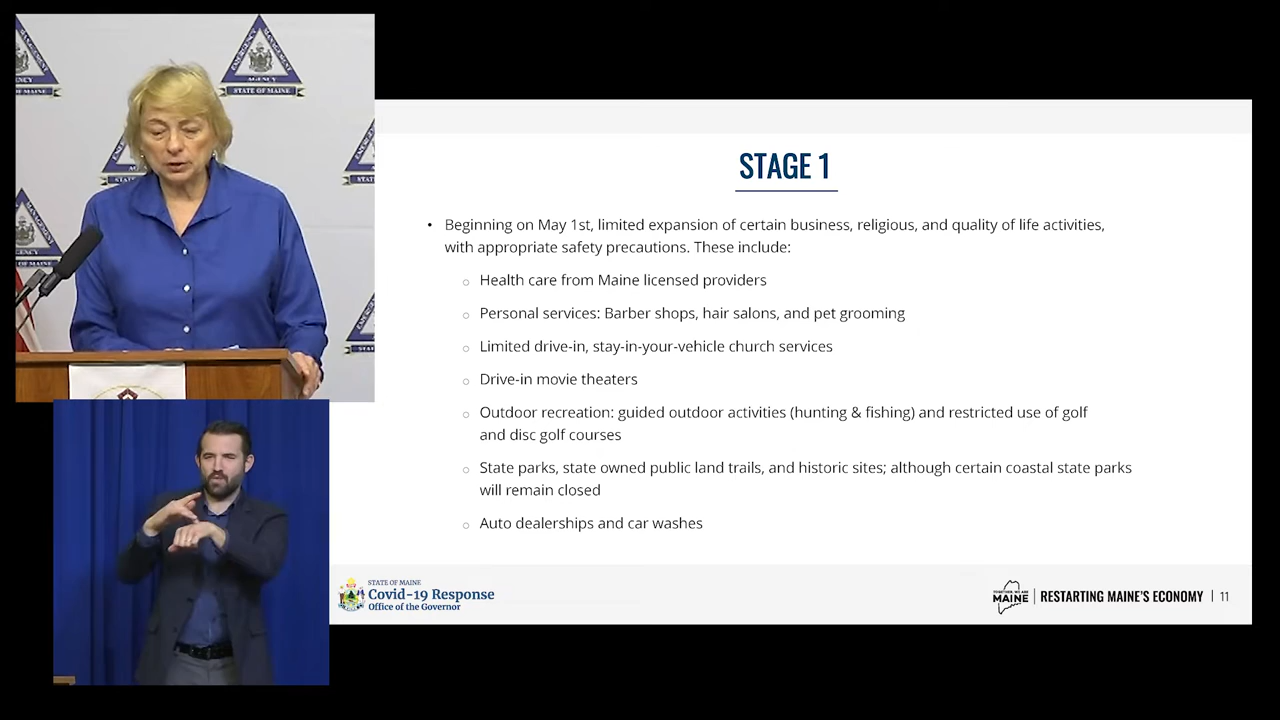 EMERGENCY MANAGEMENT
AGENCY
STATE OF MAINE
STAGE 1
• Beginning on May 1st, limited expansion of certain business, religious, and quality of life activities,
with appropriate safety precautions. These include:
○ Health care from Maine licensed providers
○ Personal services: Barber shops, hair salons, and pet grooming
○ Limited drive-in, stay-in-your-vehicle church services
○ Drive-in movie theaters
○ Outdoor recreation: guided outdoor activities (hunting & fishing) and restricted use of golf
and disc golf courses
○ State parks, state owned public land trails, and historic sites; although certain coastal state parks
will remain closed
○ Auto dealerships and car washes
STATE OF MAINE
Covid-19 Response
Office of the Governor
TOGETHER WE ARE
MAINE
RESTARTING MAINE'S ECONOMY | 11